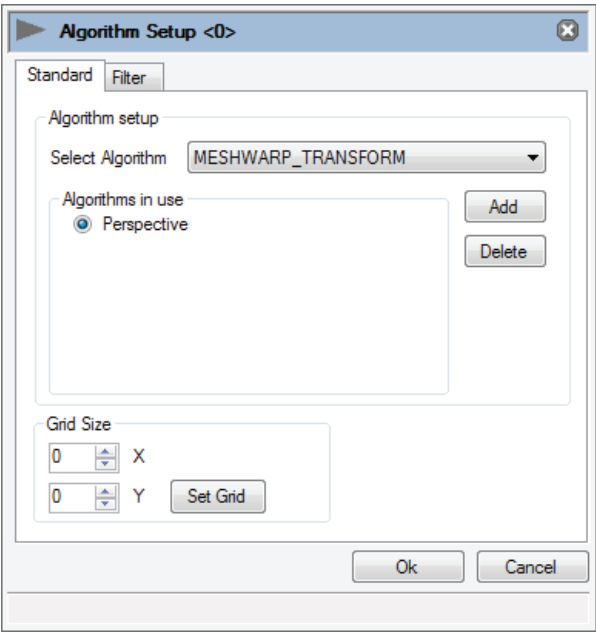 Algorithm Setup <0>
Standard Filter
Algorithm setup
Select Algorithm MESHWARP_TRANSFORM
Algorithms in use
Add
Perspective
Delete
Grid Size
0 X
0 Y Set Grid
Ok Cancel